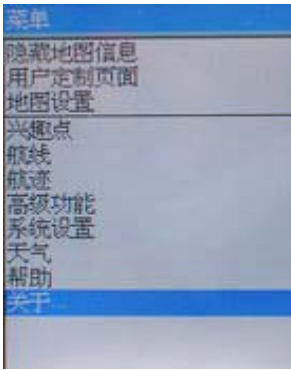 菜单
隐藏地图信息
用户定制页面
地图设置
兴趣点
航线
航迹
高级功能
系统设置
天气
帮助
关于...